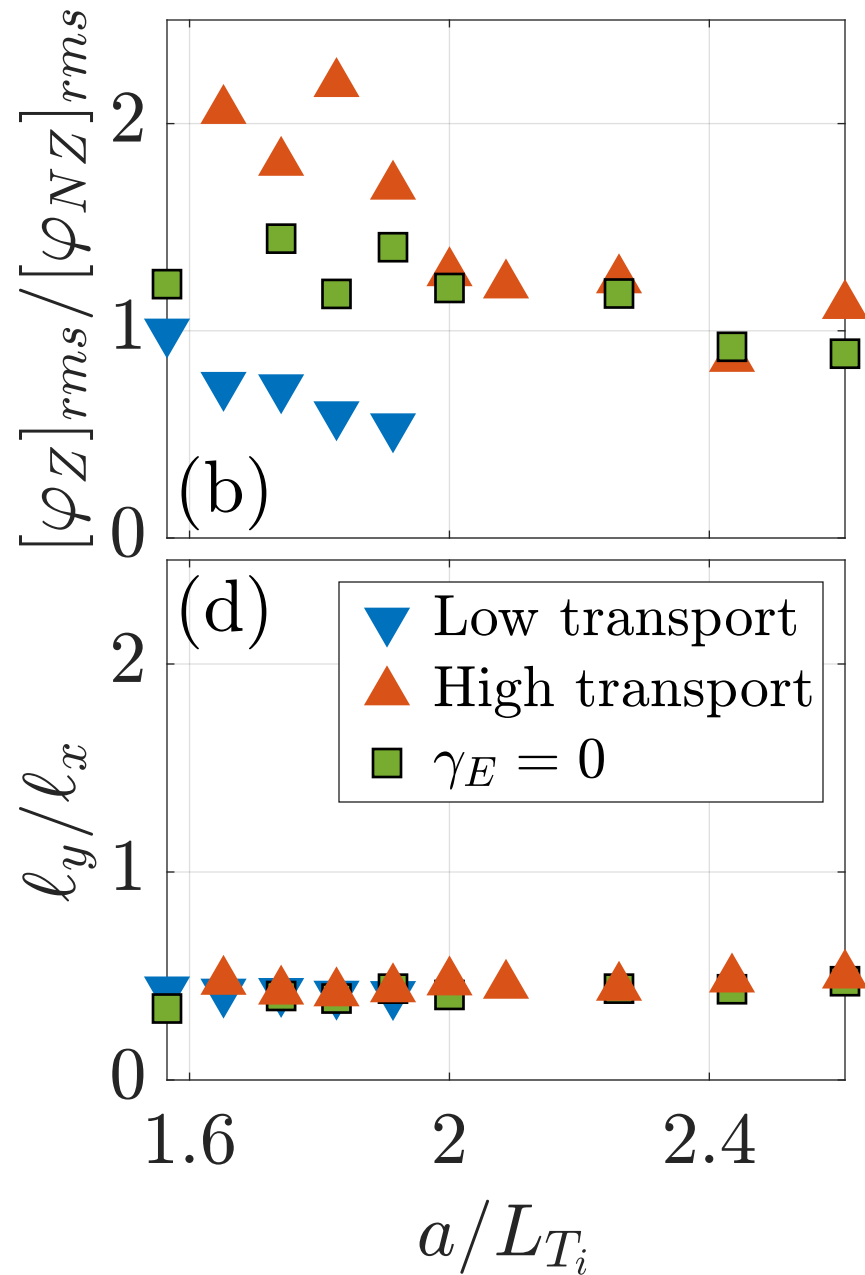 [φZ]rms/[φNZ]rms
2
1
0
(b)
(d)
Low transport
High transport
γE = 0
ℓy/ℓx
2
1
0
1.6 2 2.4
a/LTi